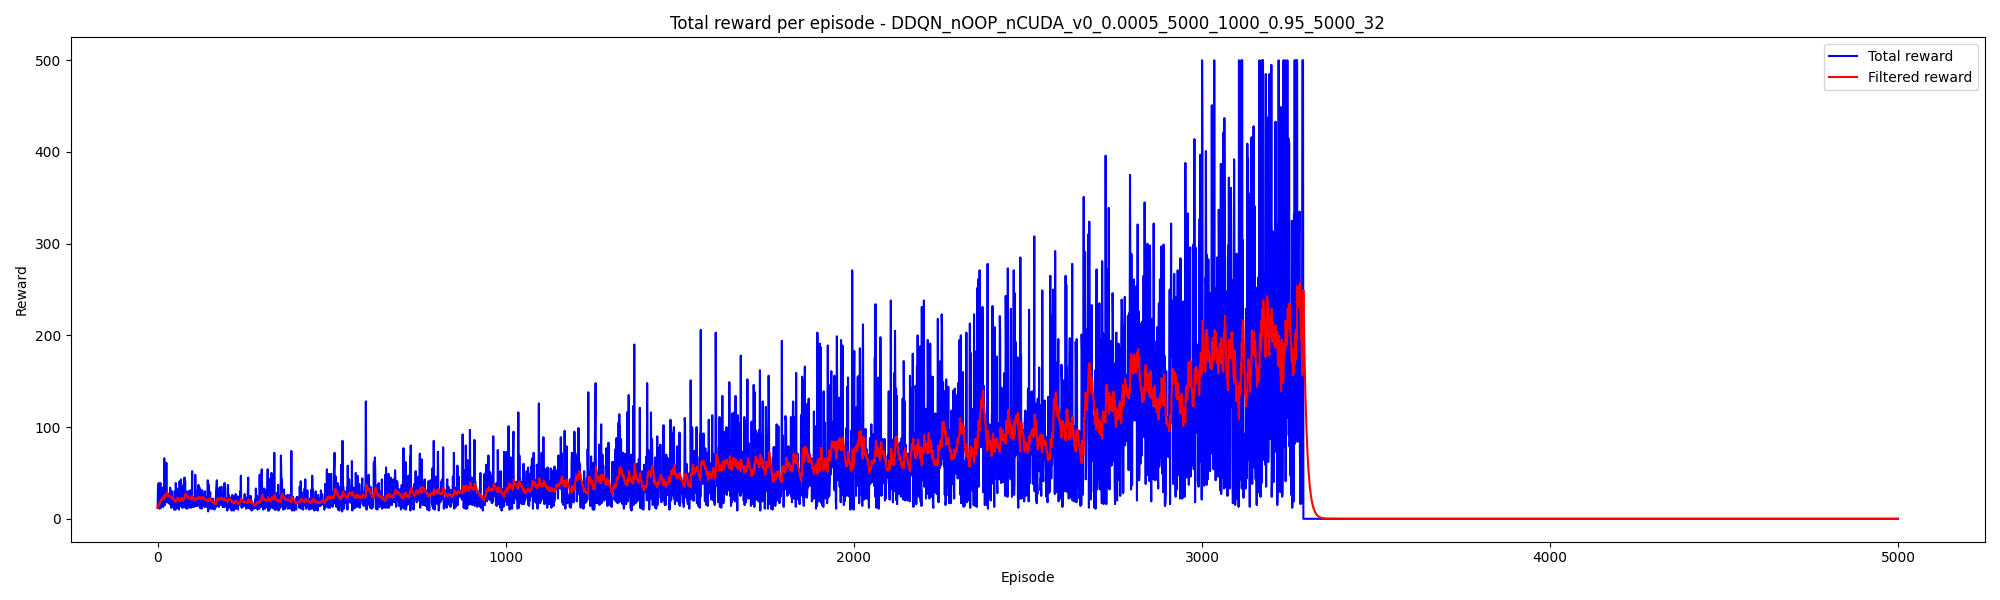 Total reward per episode - DDQN_nOOP_nCUDA_v0_0.0005_5000_1000_0.95_5000_32
Total reward
Filtered reward
Reward
500
400
300
200
100
0
0 1000 2000 3000 4000 5000
Episode